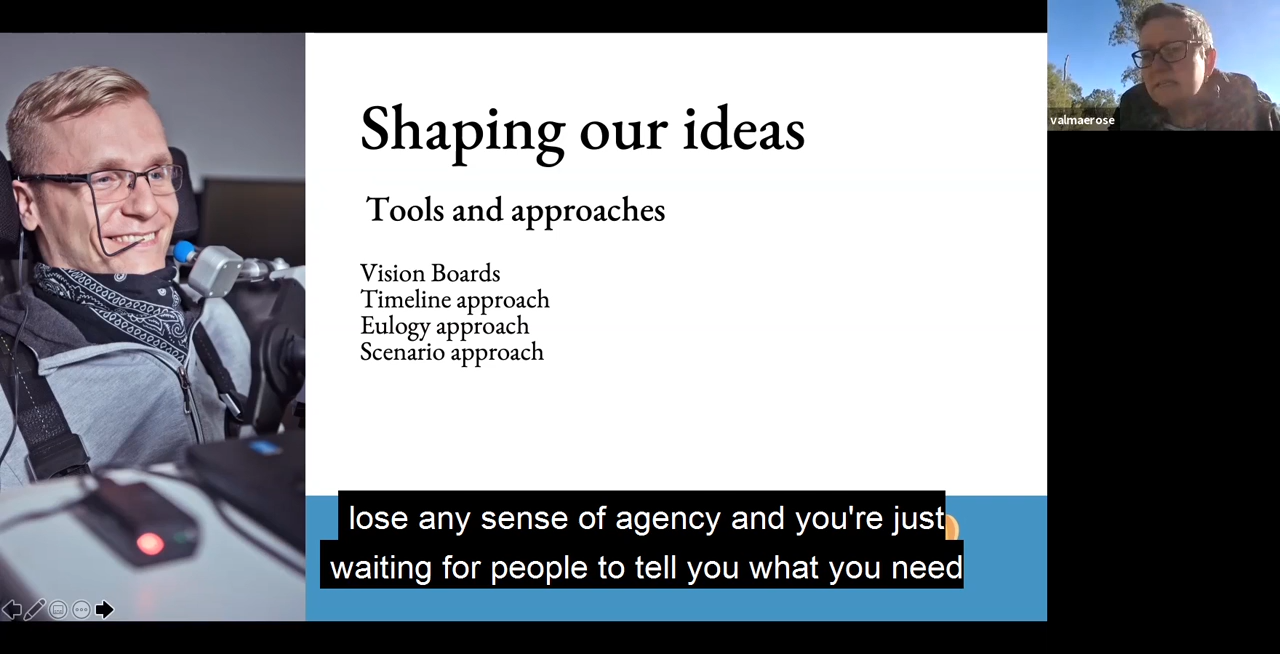 Shaping our ideas
Tools and approaches
Vision Boards
Timeline approach
Eulogy approach
Scenario approach
lose any sense of agency and you're just
waiting for people to tell you what you need
valmaerose